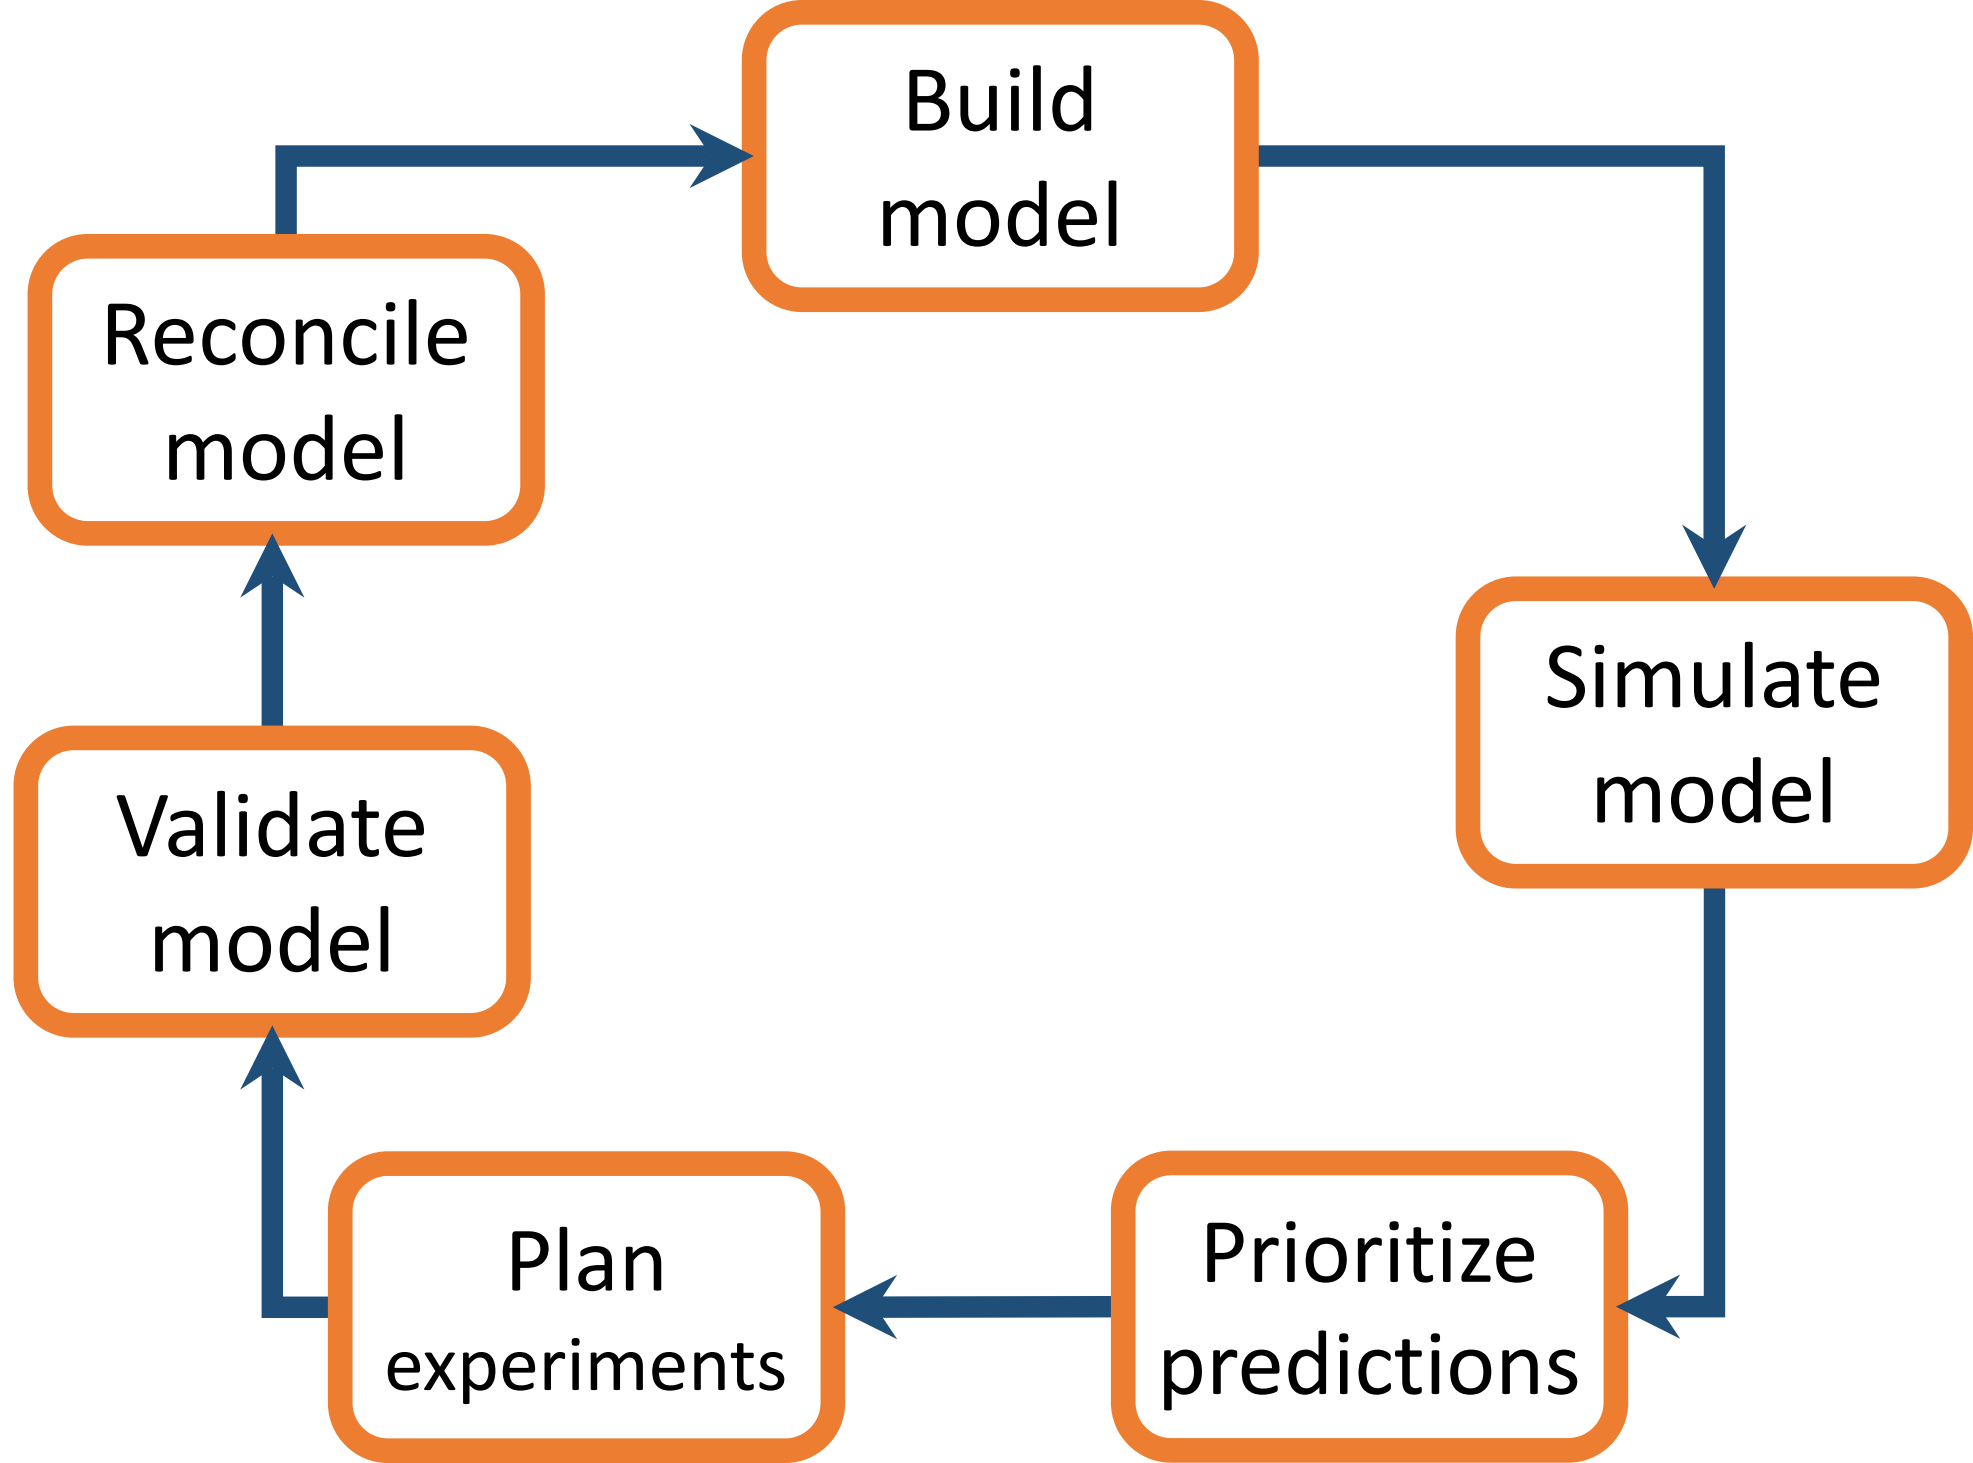 Build
model
Simulate
model
Prioritize
predictions
Plan
experiments
Validate
model
Reconcile
model